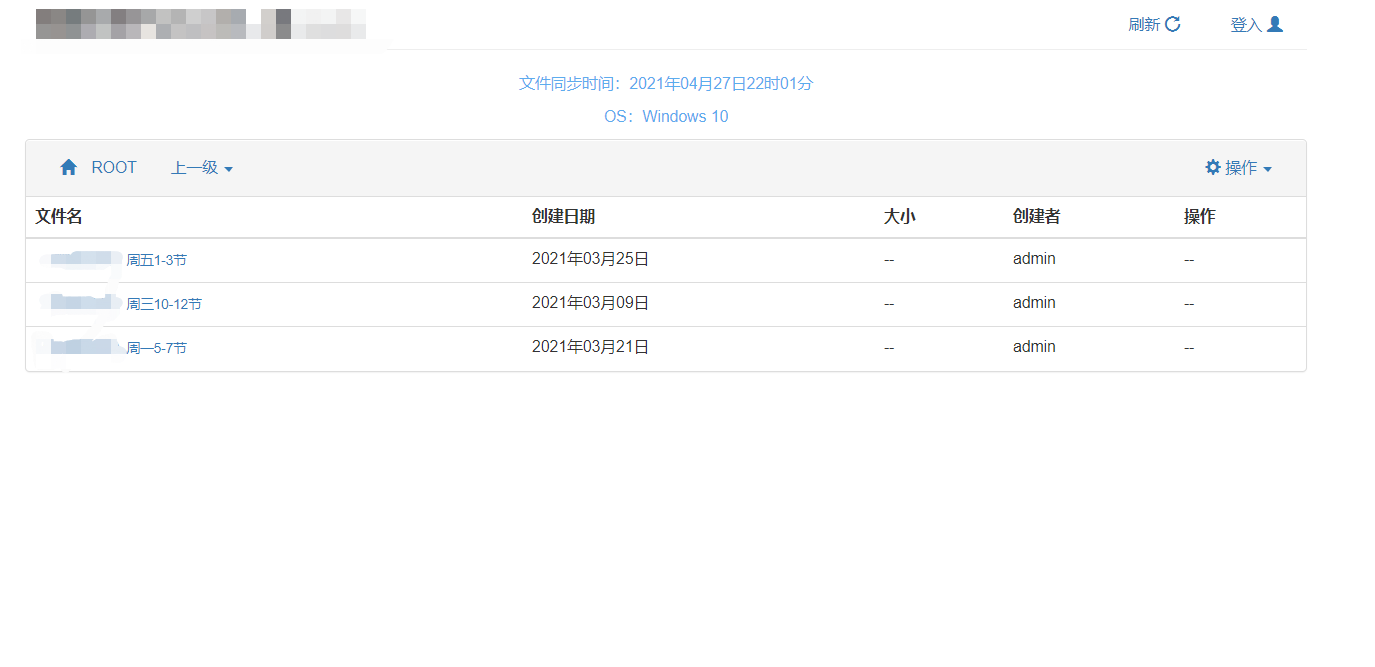 刷新 登入
文件同步时间：2021年04月27日22时01分
OS：Windows 10
ROOT 上一级 操作
文件名 创建日期 大小 创建者 操作
周五1-3节 2021年03月25日 -- admin --
周三10-12节 2021年03月09日 -- admin --
周一5-7节 2021年03月21日 -- admin --